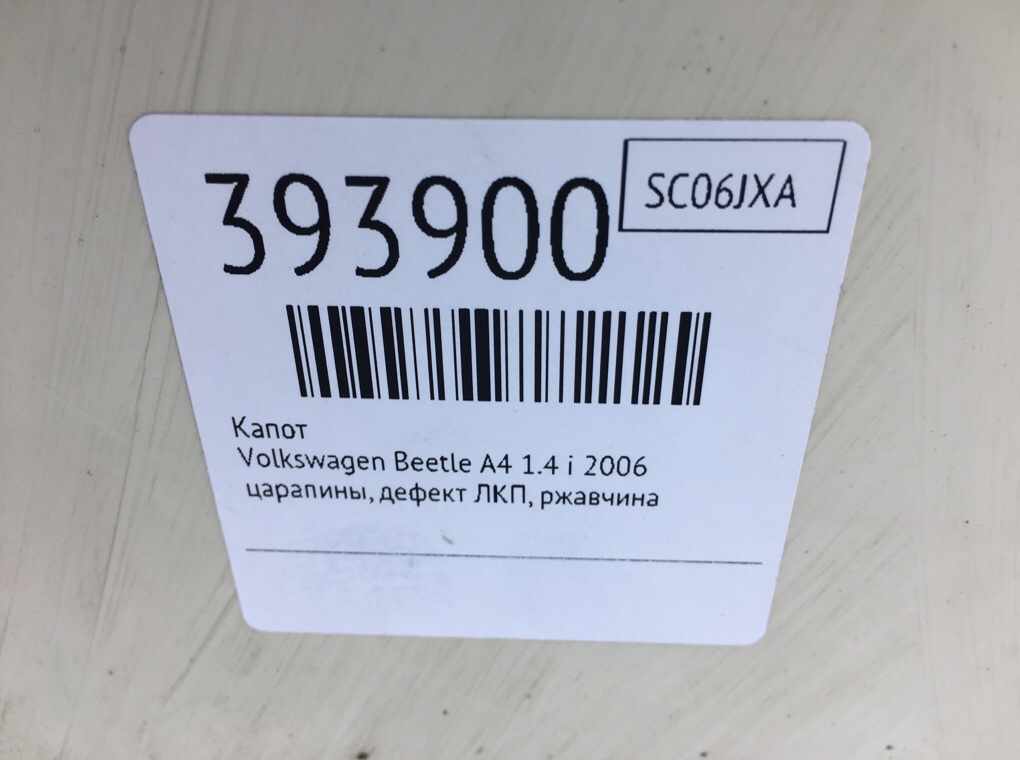 393900
SC06JXA
Капот
Volkswagen Beetle A4 1.4 i 2006
царапины, дефект ЛКП, ржавчина